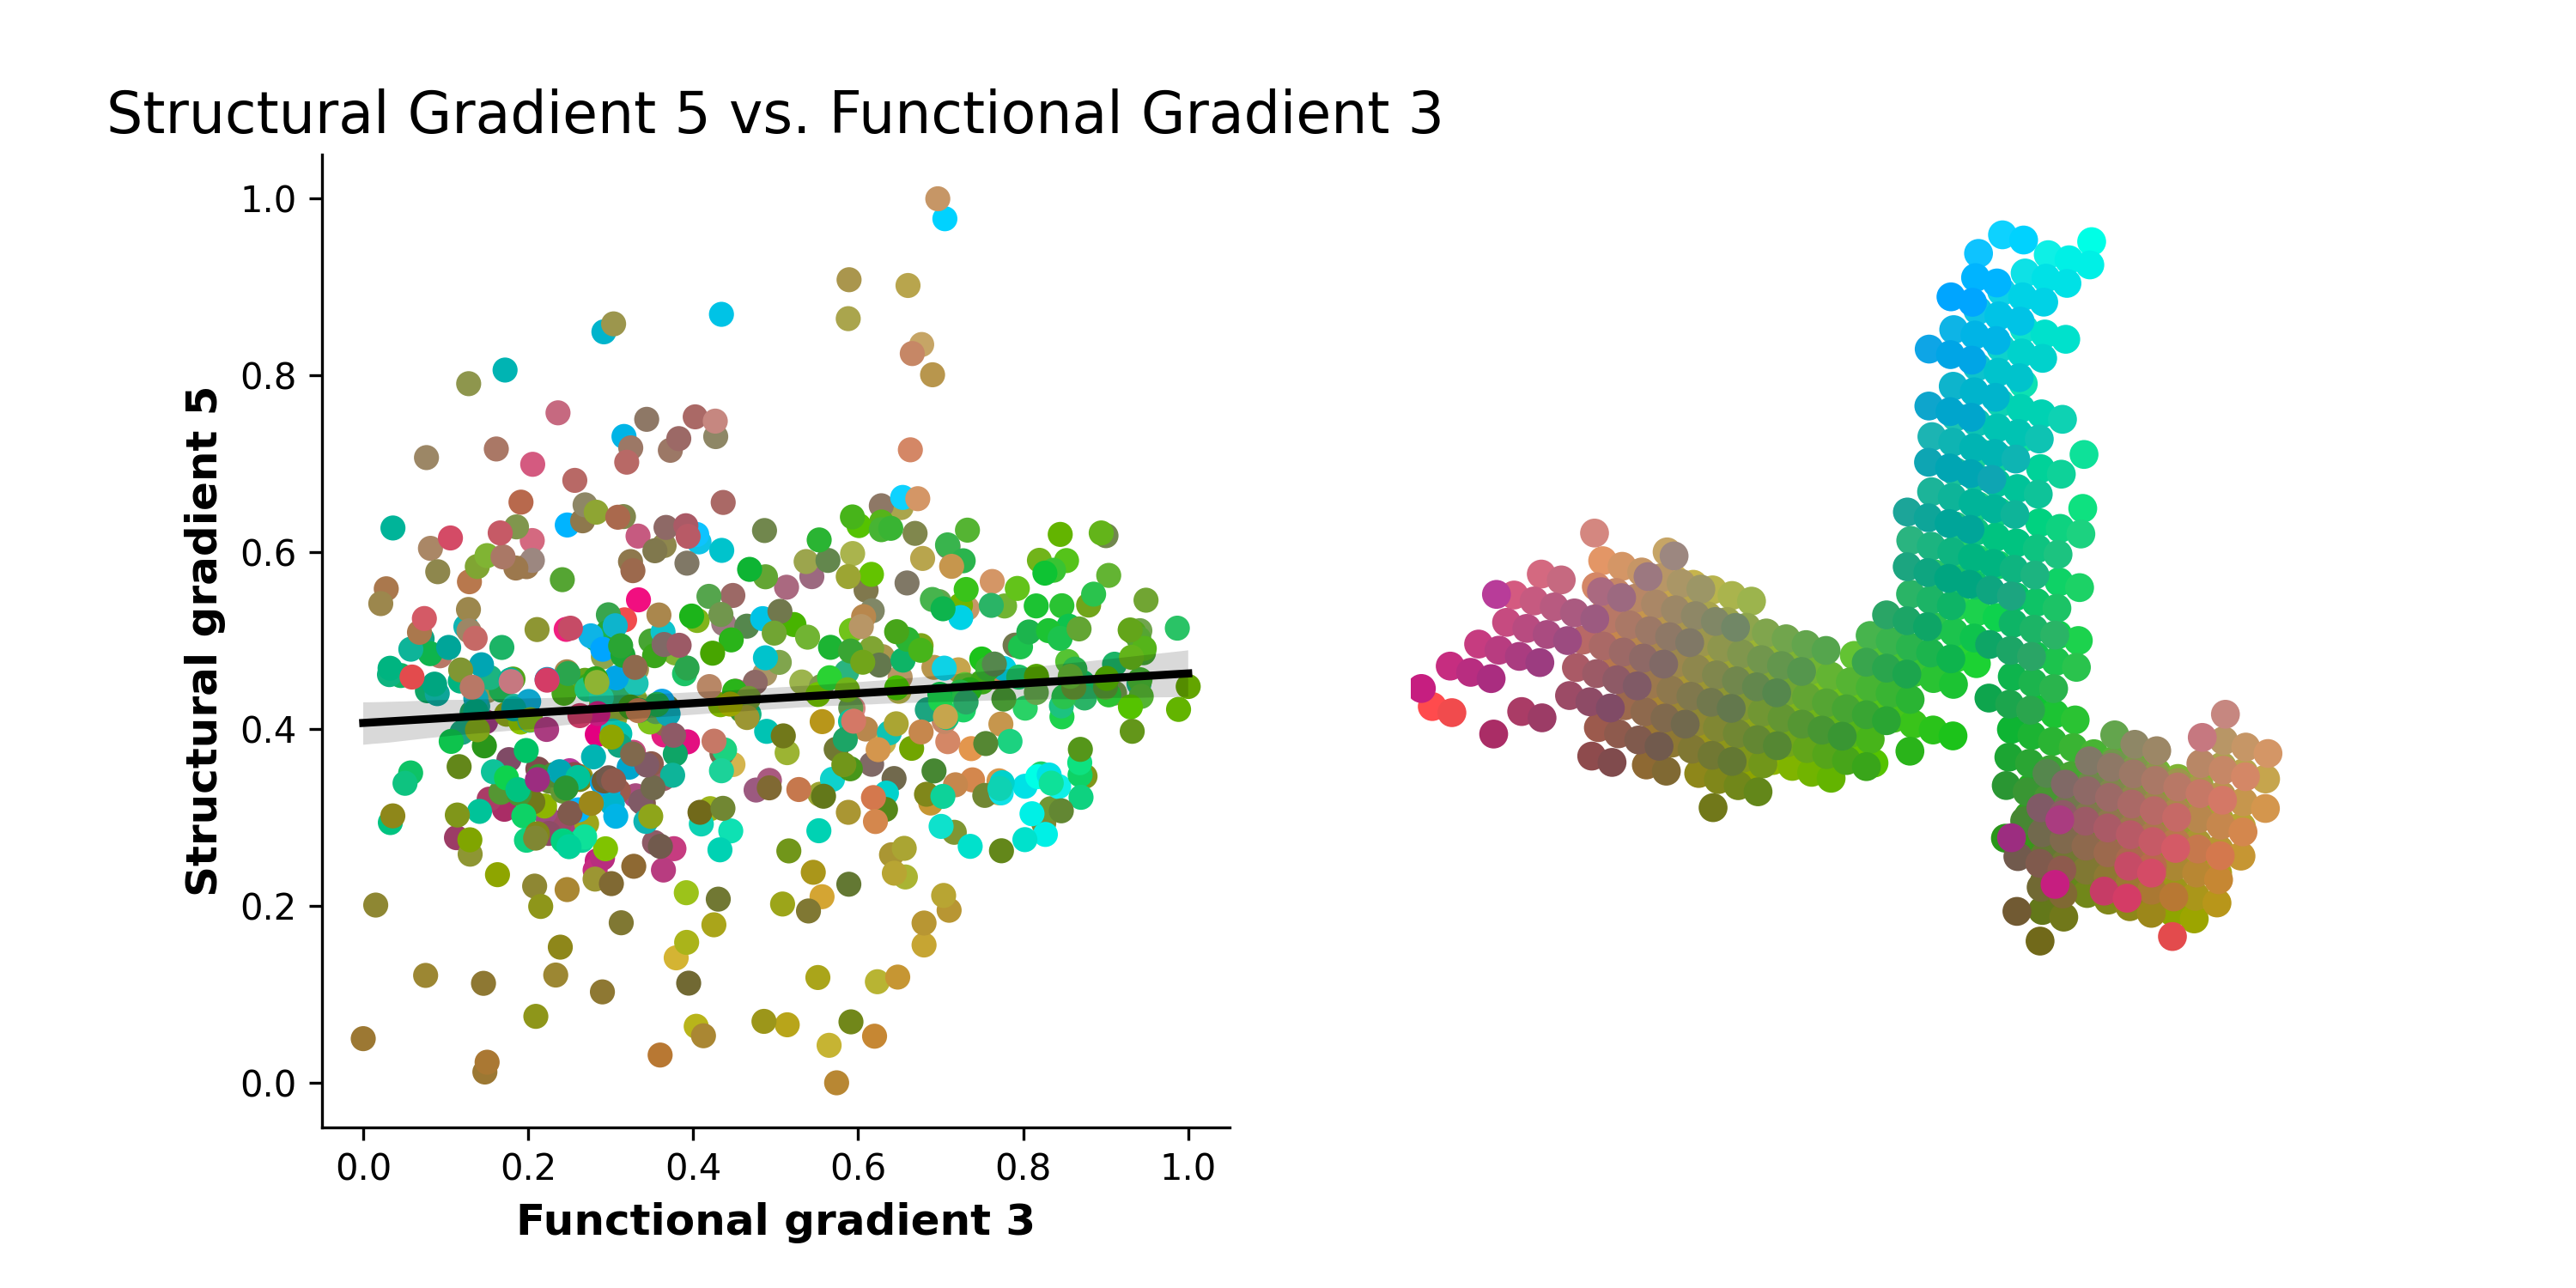 Structural Gradient 5 vs. Functional Gradient 3
1.0
0.8
0.6
0.4
0.2
0.0
Structural gradient 5
0.0 0.2 0.4 0.6 0.8 1.0
Functional gradient 3